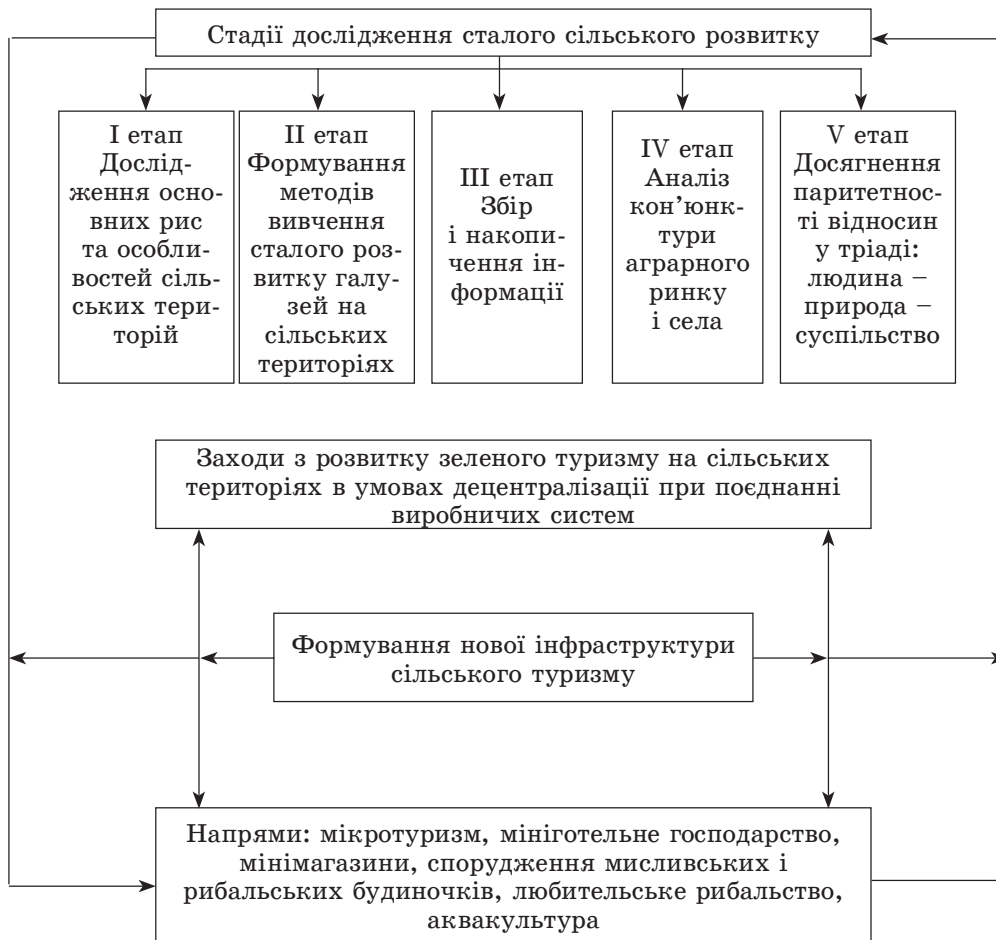 Стадії дослідження сталого сільського розвитку
І етап
Дослід-
ження осн-
овних рис
та особли-
востей сіль-
ських тери-
торій
ІІ етап
Формування
методів
вивчення
сталого роз-
витку галу-
зей на
сільських
територіях
ІІІ етап
Збір
і накопи-
чення ін-
формації
IV етап
Аналіз
кон’юнк-
тури
аграрного
ринку
і села
V етап
Досягнення
паритетнос-
ті відносин
у тріаді:
людина –
природа –
суспільство
Заходи з розвитку зеленого туризму на сільських
територіях в умовах децентралізації при поєднанні
виробничих систем
Формування нової інфраструктури
сільського туризму
Напрями: мікротуризм, мініготельне господарство,
мінімагазини, спорудження мисливських і
рибальських будиночків, любительське рибальство,
аквакультура